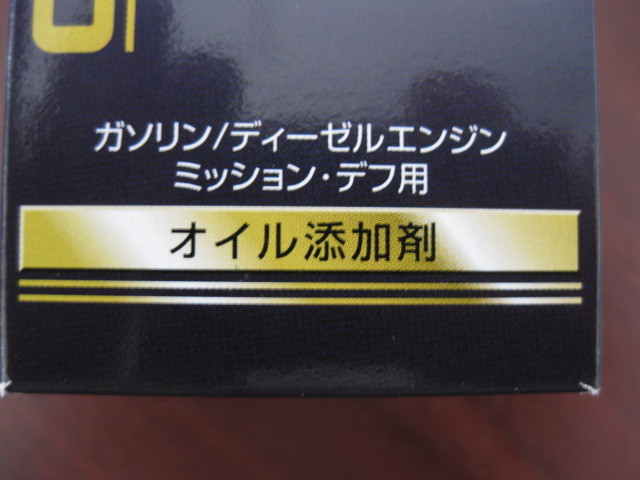 ガソリン/ディーゼルエンジン
ミッション・デフ用
オイル添加剤